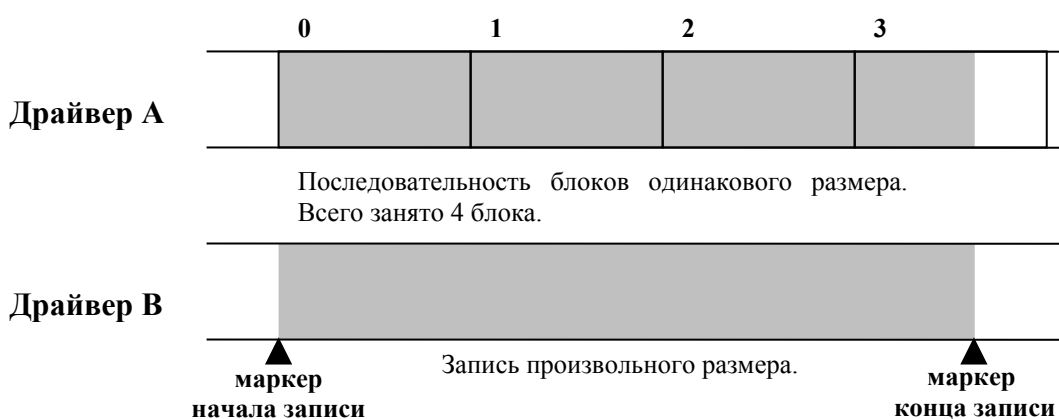 0 1 2 3
Драйвер А
Последовательность блоков одинакового размера.
Всего занято 4 блока.
Драйвер В
Запись произвольного размера.
маркер
начала записи
маркер
конца записи